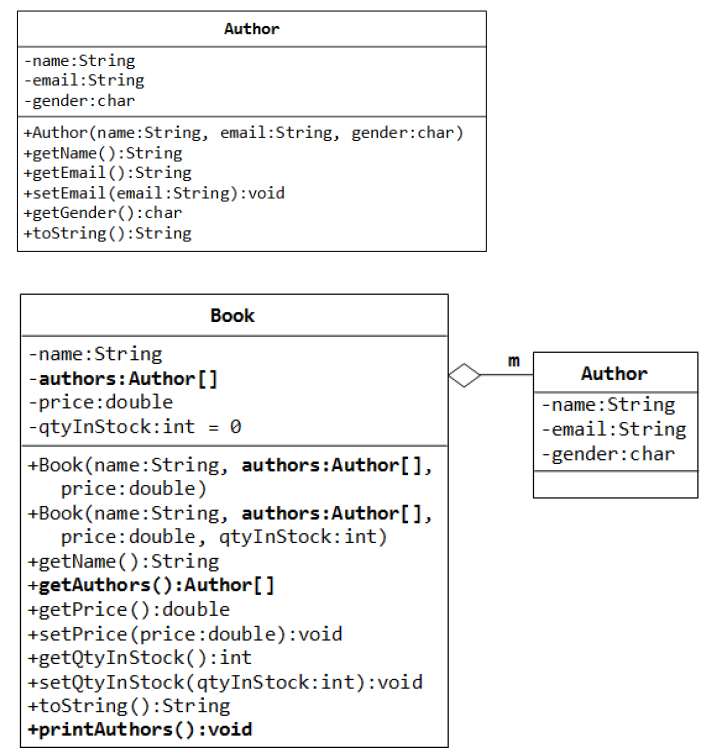 Author
-name:String
-email:String
-gender:char
+Author(name:String, email:String, gender:char)
+getName():String
+getEmail():String
+setEmail(email:String):void
+getGender():char
+toString():String
Book
-name:String
-authors:Author[]
-price:double
-qtyInStock:int = 0
+Book(name:String, authors:Author[],
price:double)
+Book(name:String, authors:Author[],
price:double, qtyInStock:int)
+getName():String
+getAuthors():Author[]
+getPrice():double
+setPrice(price:double):void
+getQtyInStock():int
+setQtyInStock(qtyInStock:int):void
+toString():String
+printAuthors():void
m
Author
-name:String
-email:String
-gender:char